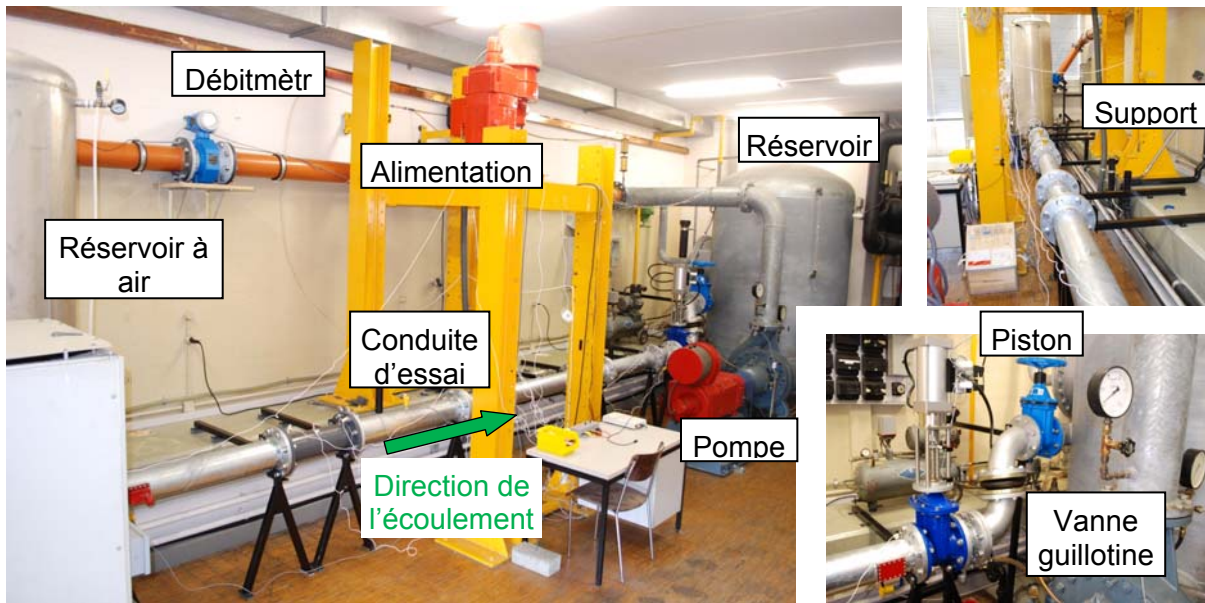 Débitmètr
Support
Réservoir
Alimentation
Réservoir à
air
Conduite
d'essai
Piston
Pompe
Direction de
l'écoulement
Vanne
guillotine